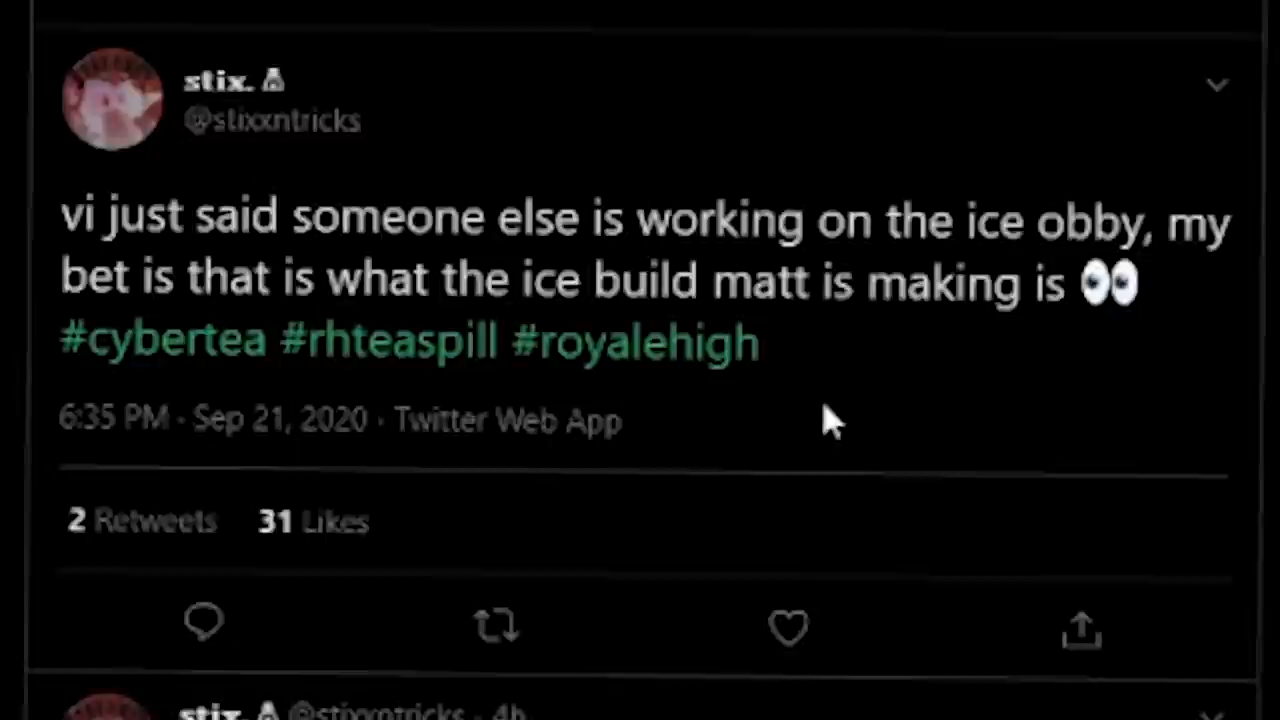 stix.
@stixxntricks
vi just said someone else is working on the ice obby, my
bet is that is what the ice build matt is making is 👀
#cybertea #rhteaspill #royalehigh
6:35 PM · Sep 21, 2020 · Twitter Web App
2 Retweets 31 Likes
stix. @stixxntricks · 4h